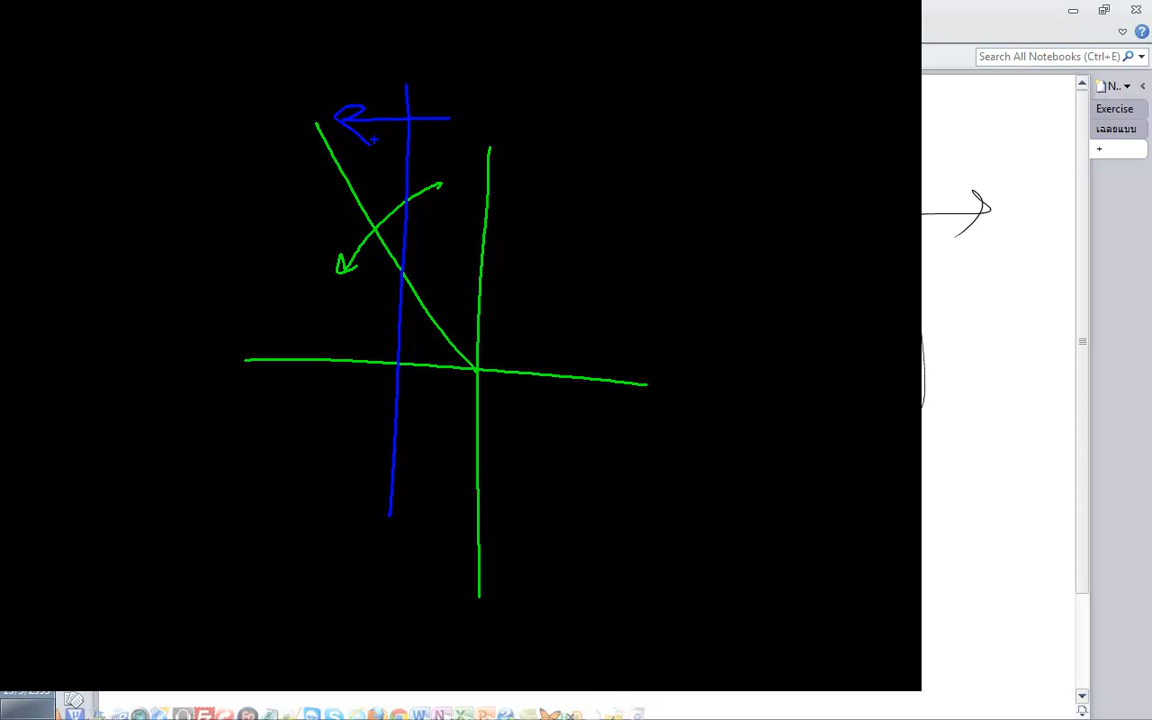 Search All Notebooks (Ctrl+E)
N..
Exercise
เฉลยแบบ